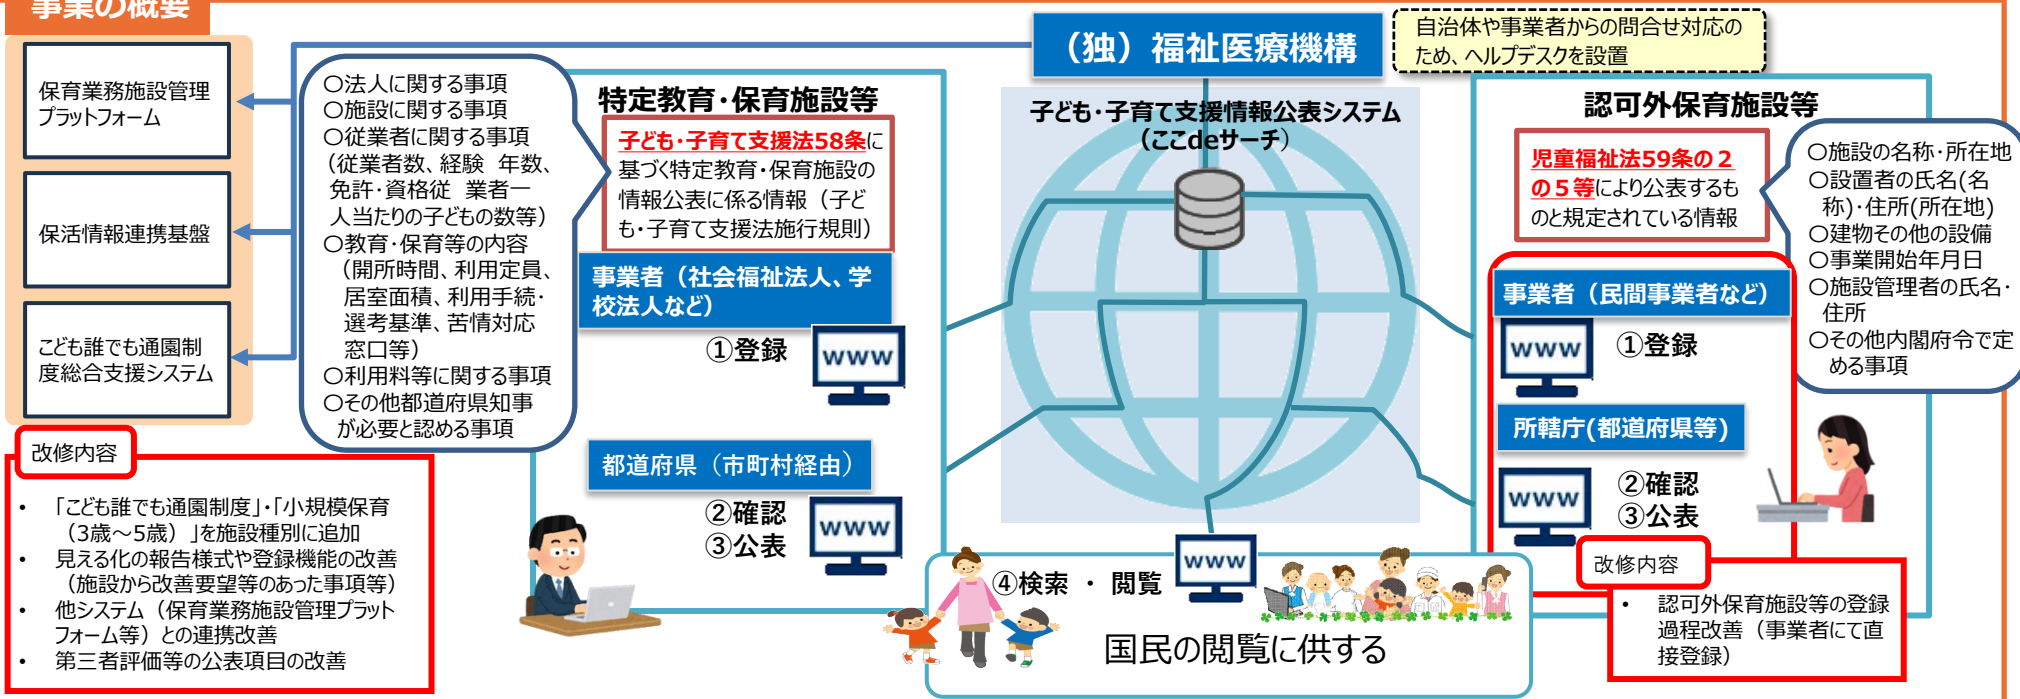 事業の概要
保育業務施設管理
プラットフォーム
保活情報連携基盤
こども誰でも通園制
度総合支援システム
〇法人に関する事項
〇施設に関する事項
〇従業者に関する事項
(従業者数、経験 年数、
免許・資格従 業者一
人当たりの子どもの数等)
〇教育・保育等の内容
(開所時間、利用定員、
居室面積、利用手続・
選考基準、苦情対応
窓口等)
〇利用料等に関する事項
〇その他都道府県知事
が必要と認める事項
特定教育・保育施設等
子ども・子育て支援法58条に
基づく特定教育・保育施設の
情報公表に係る情報（子ど
も・子育て支援法施行規則）
事業者（社会福祉法人、学
校法人など）
①登録
www
都道府県（市町村経由）
②確認
③公表
www
（独）福祉医療機構
自治体や事業者からの問合せ対応の
ため、ヘルプデスクを設置
子ども・子育て支援情報公表システム
（ここdeサーチ）
認可外保育施設等
児童福祉法59条の２
の５等により公表するも
のと規定されている情報
〇施設の名称・所在地
〇設置者の氏名(名
称)・住所(所在地)
〇建物その他の設備
〇事業開始年月日
〇施設管理者の氏名・
住所
〇その他内閣府令で定
める事項
事業者（民間事業者など）
www
①登録
所轄庁(都道府県等)
www
②確認
③公表
④検索 ・ 閲覧
www
国民の閲覧に供する
改修内容
• 「こども誰でも通園制度」・「小規模保育
（3歳～5歳）」を施設種別に追加
• 見える化の報告様式や登録機能の改善
（施設から改善要望等のあった事項等）
• 他システム（保育業務施設管理プラット
フォーム等）との連携改善
• 第三者評価等の公表項目の改善
改修内容
• 認可外保育施設等の登録
過程改善（事業者にて直
接登録）